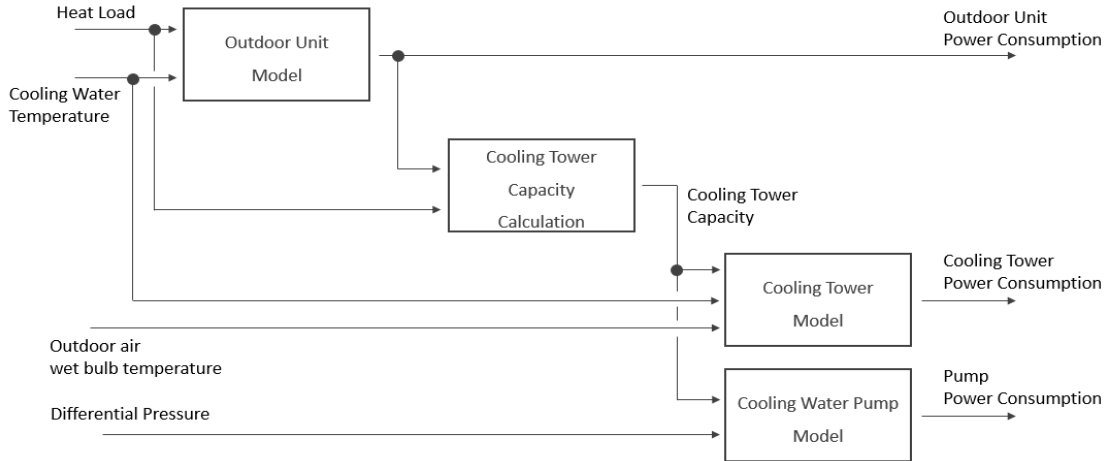 Heat Load
Outdoor Unit
Model
Outdoor Unit
Power Consumption
Cooling Water
Temperature
Cooling Tower
Capacity
Calculation
Cooling Tower
Capacity
Cooling Tower
Model
Cooling Tower
Power Consumption
Outdoor air
wet bulb temperature
Differential Pressure
Cooling Water Pump
Model
Pump
Power Consumption